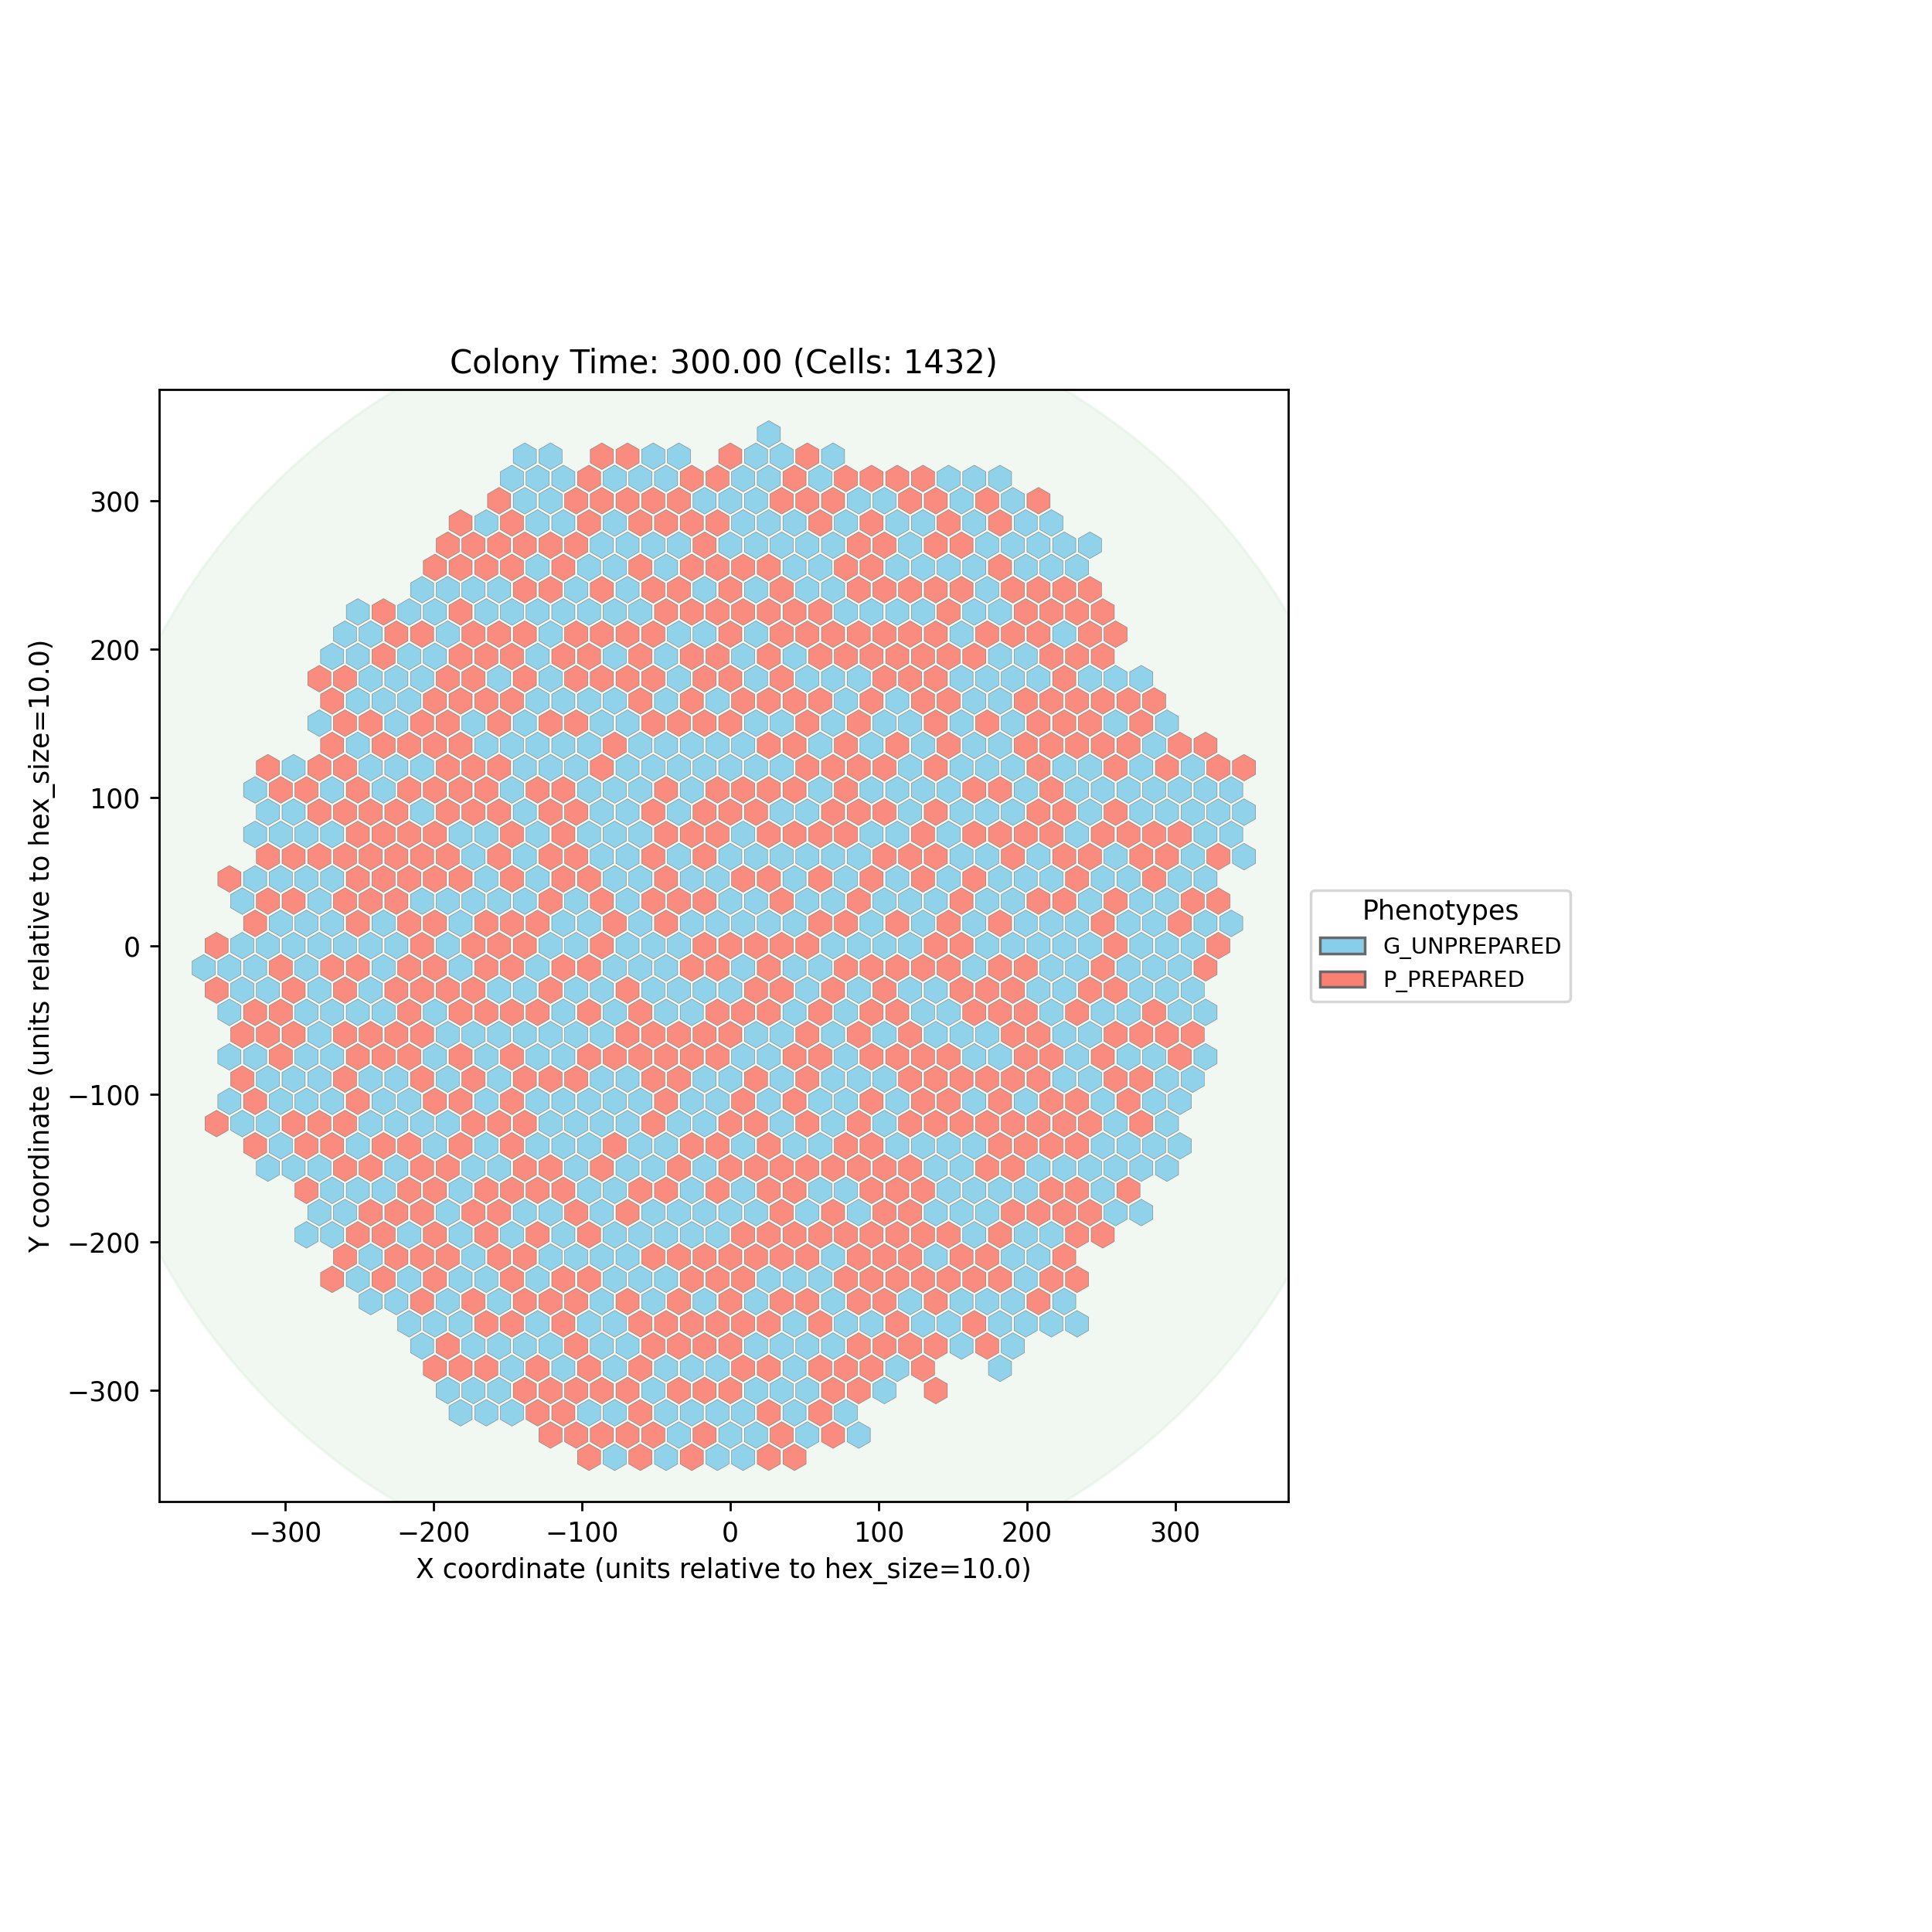 Colony Time: 300.00 (Cells: 1432)
300
200
100
0
−100
−200
−300
Y coordinate (units relative to hex_size=10.0)
−300 −200 −100 0 100 200 300
X coordinate (units relative to hex_size=10.0)
Phenotypes
G_UNPREPARED
P_PREPARED